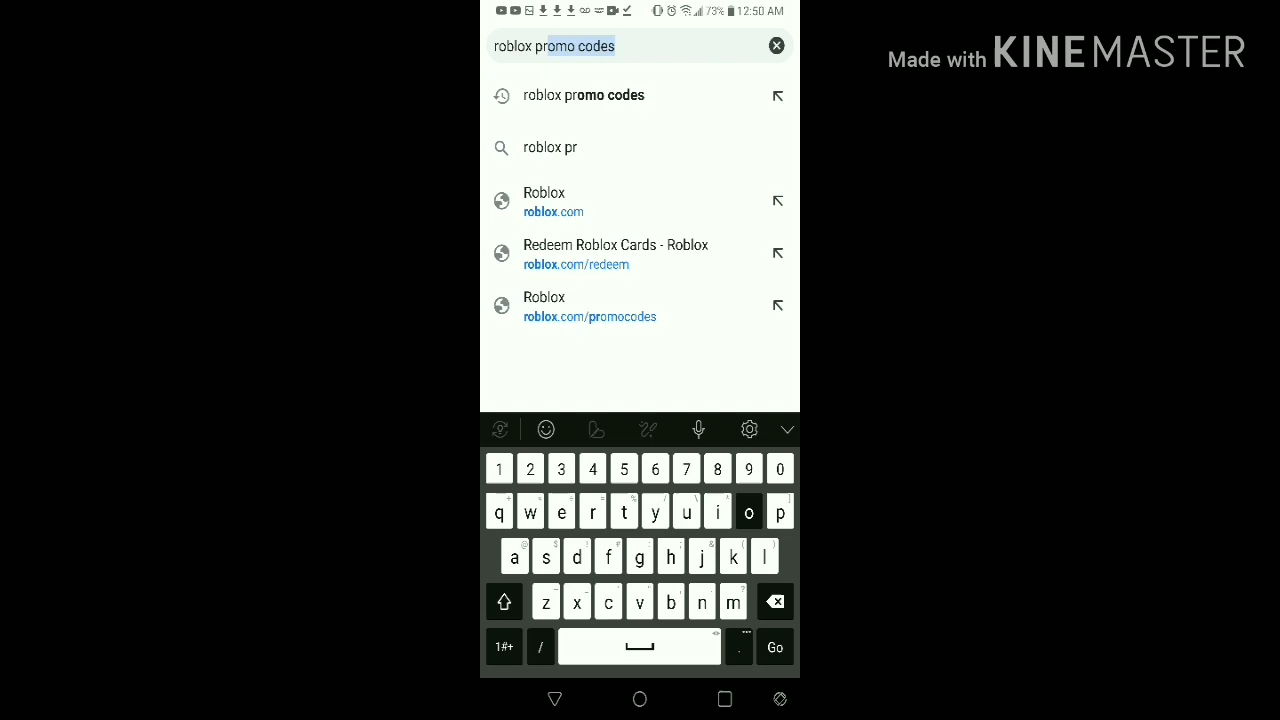 73% 12:50 AM
roblox promo codes
Made with KINEMASTER
roblox promo codes
roblox pr
Roblox
roblox.com
Redeem Roblox Cards - Roblox
roblox.com/redeem
Roblox
roblox.com/promocodes
1 2 3 4 5 6 7 8 9 0
q w e r t y u i o p
a s d f g h j k l
z x c v b n m
1#+ / . Go